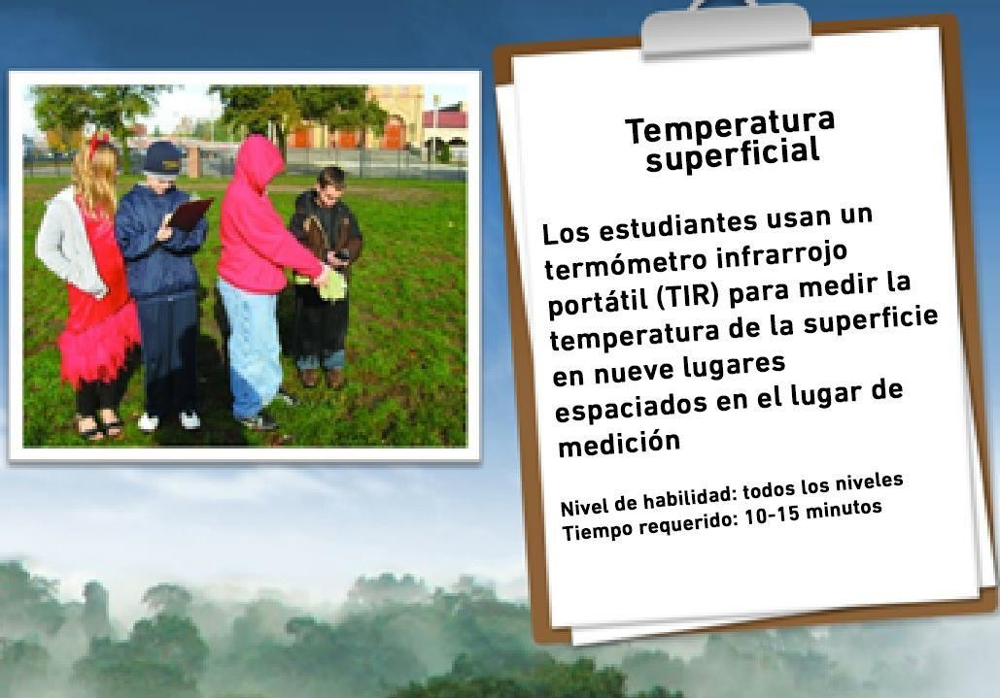 Temperatura
superficial
Los estudiantes usan un
termómetro infrarrojo
portátil (TIR) para medir la
temperatura de la superficie
en nueve lugares
espaciados en el lugar de
medición
Nivel de habilidad: todos los niveles
Tiempo requerido: 10-15 minutos